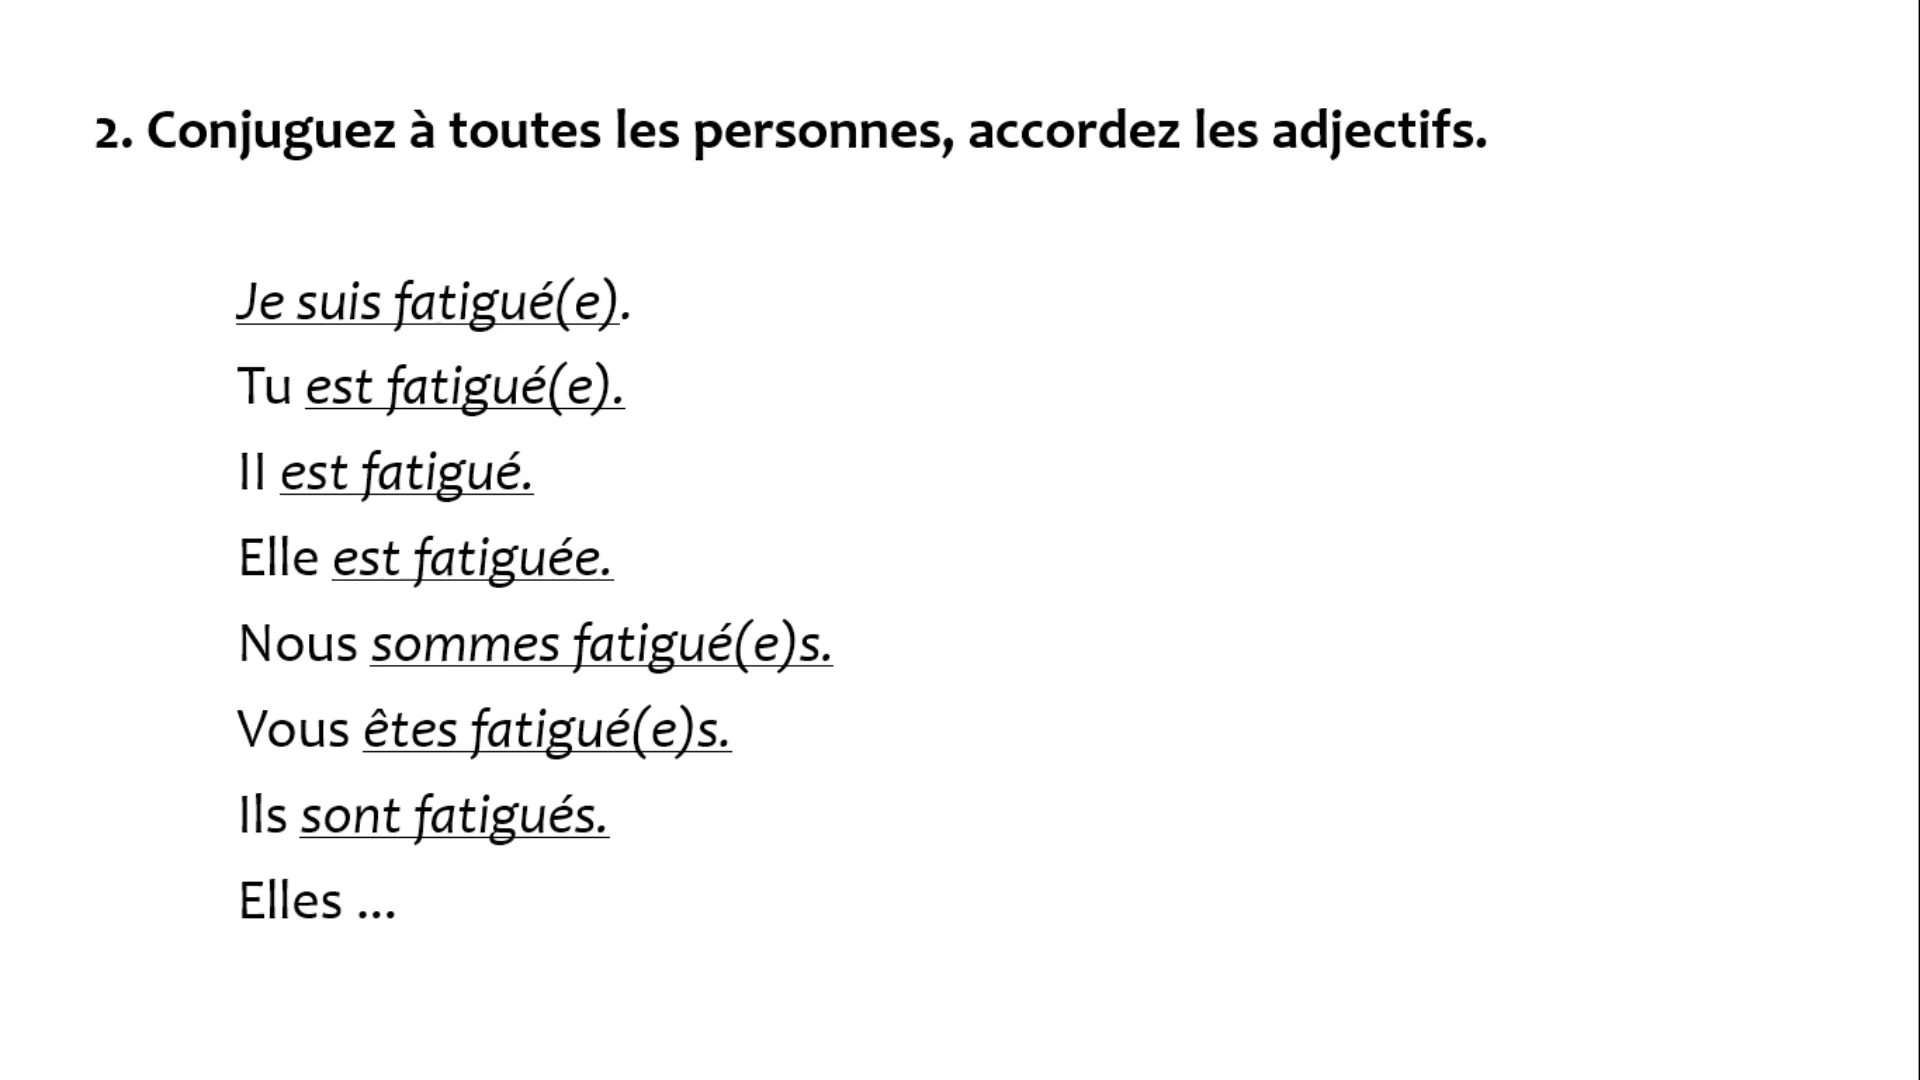 2. Conjuguez à toutes les personnes, accordez les adjectifs.
Je suis fatigué(e).
Tu est fatigué(e).
Il est fatigué.
Elle est fatiguée.
Nous sommes fatigué(e)s.
Vous êtes fatigué(e)s.
Ils sont fatigués.
Elles ...